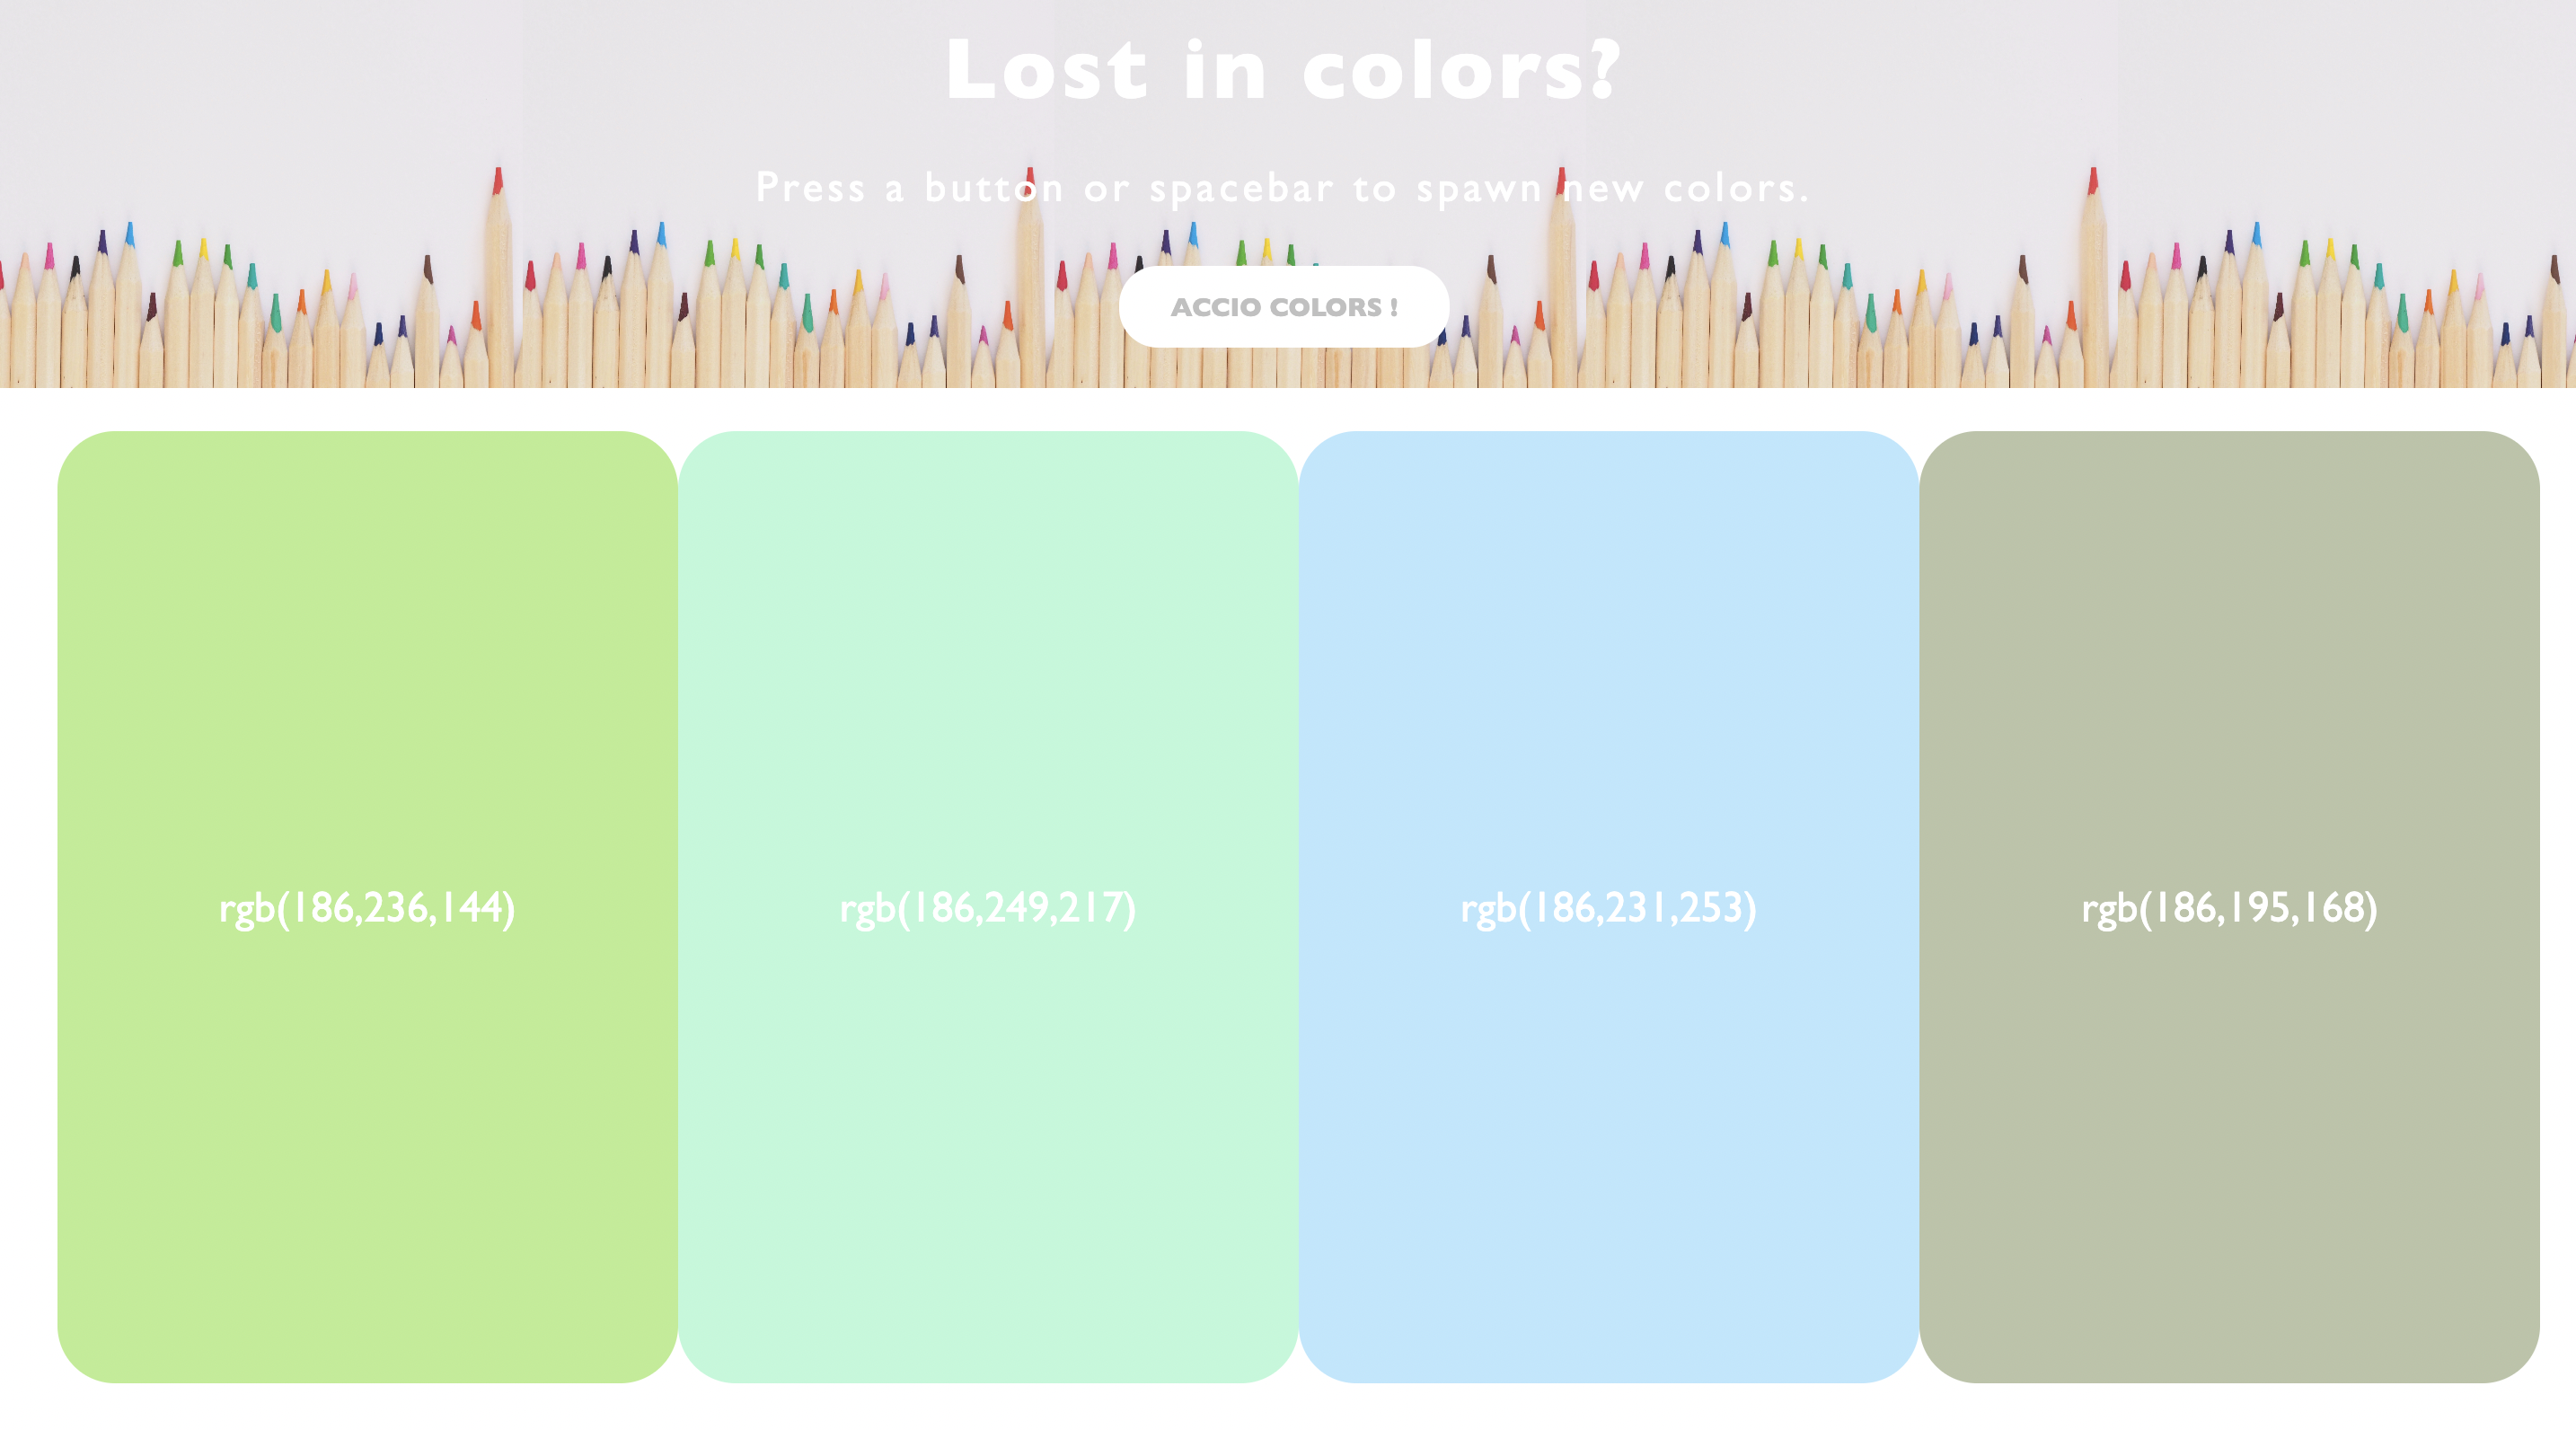 Lost in colors?
Press a button or spacebar to spawn new colors.
ACCIO COLORS !
rgb(186,236,144)
rgb(186,249,217)
rgb(186,231,253)
rgb(186,195,168)